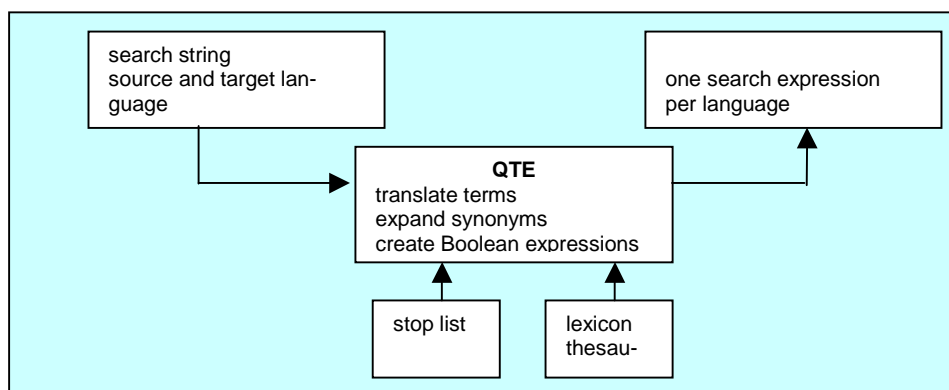 search string
source and target lan-
guage
one search expression
per language
QTE
translate terms
expand synonyms
create Boolean expressions
stop list
lexicon
thesau-